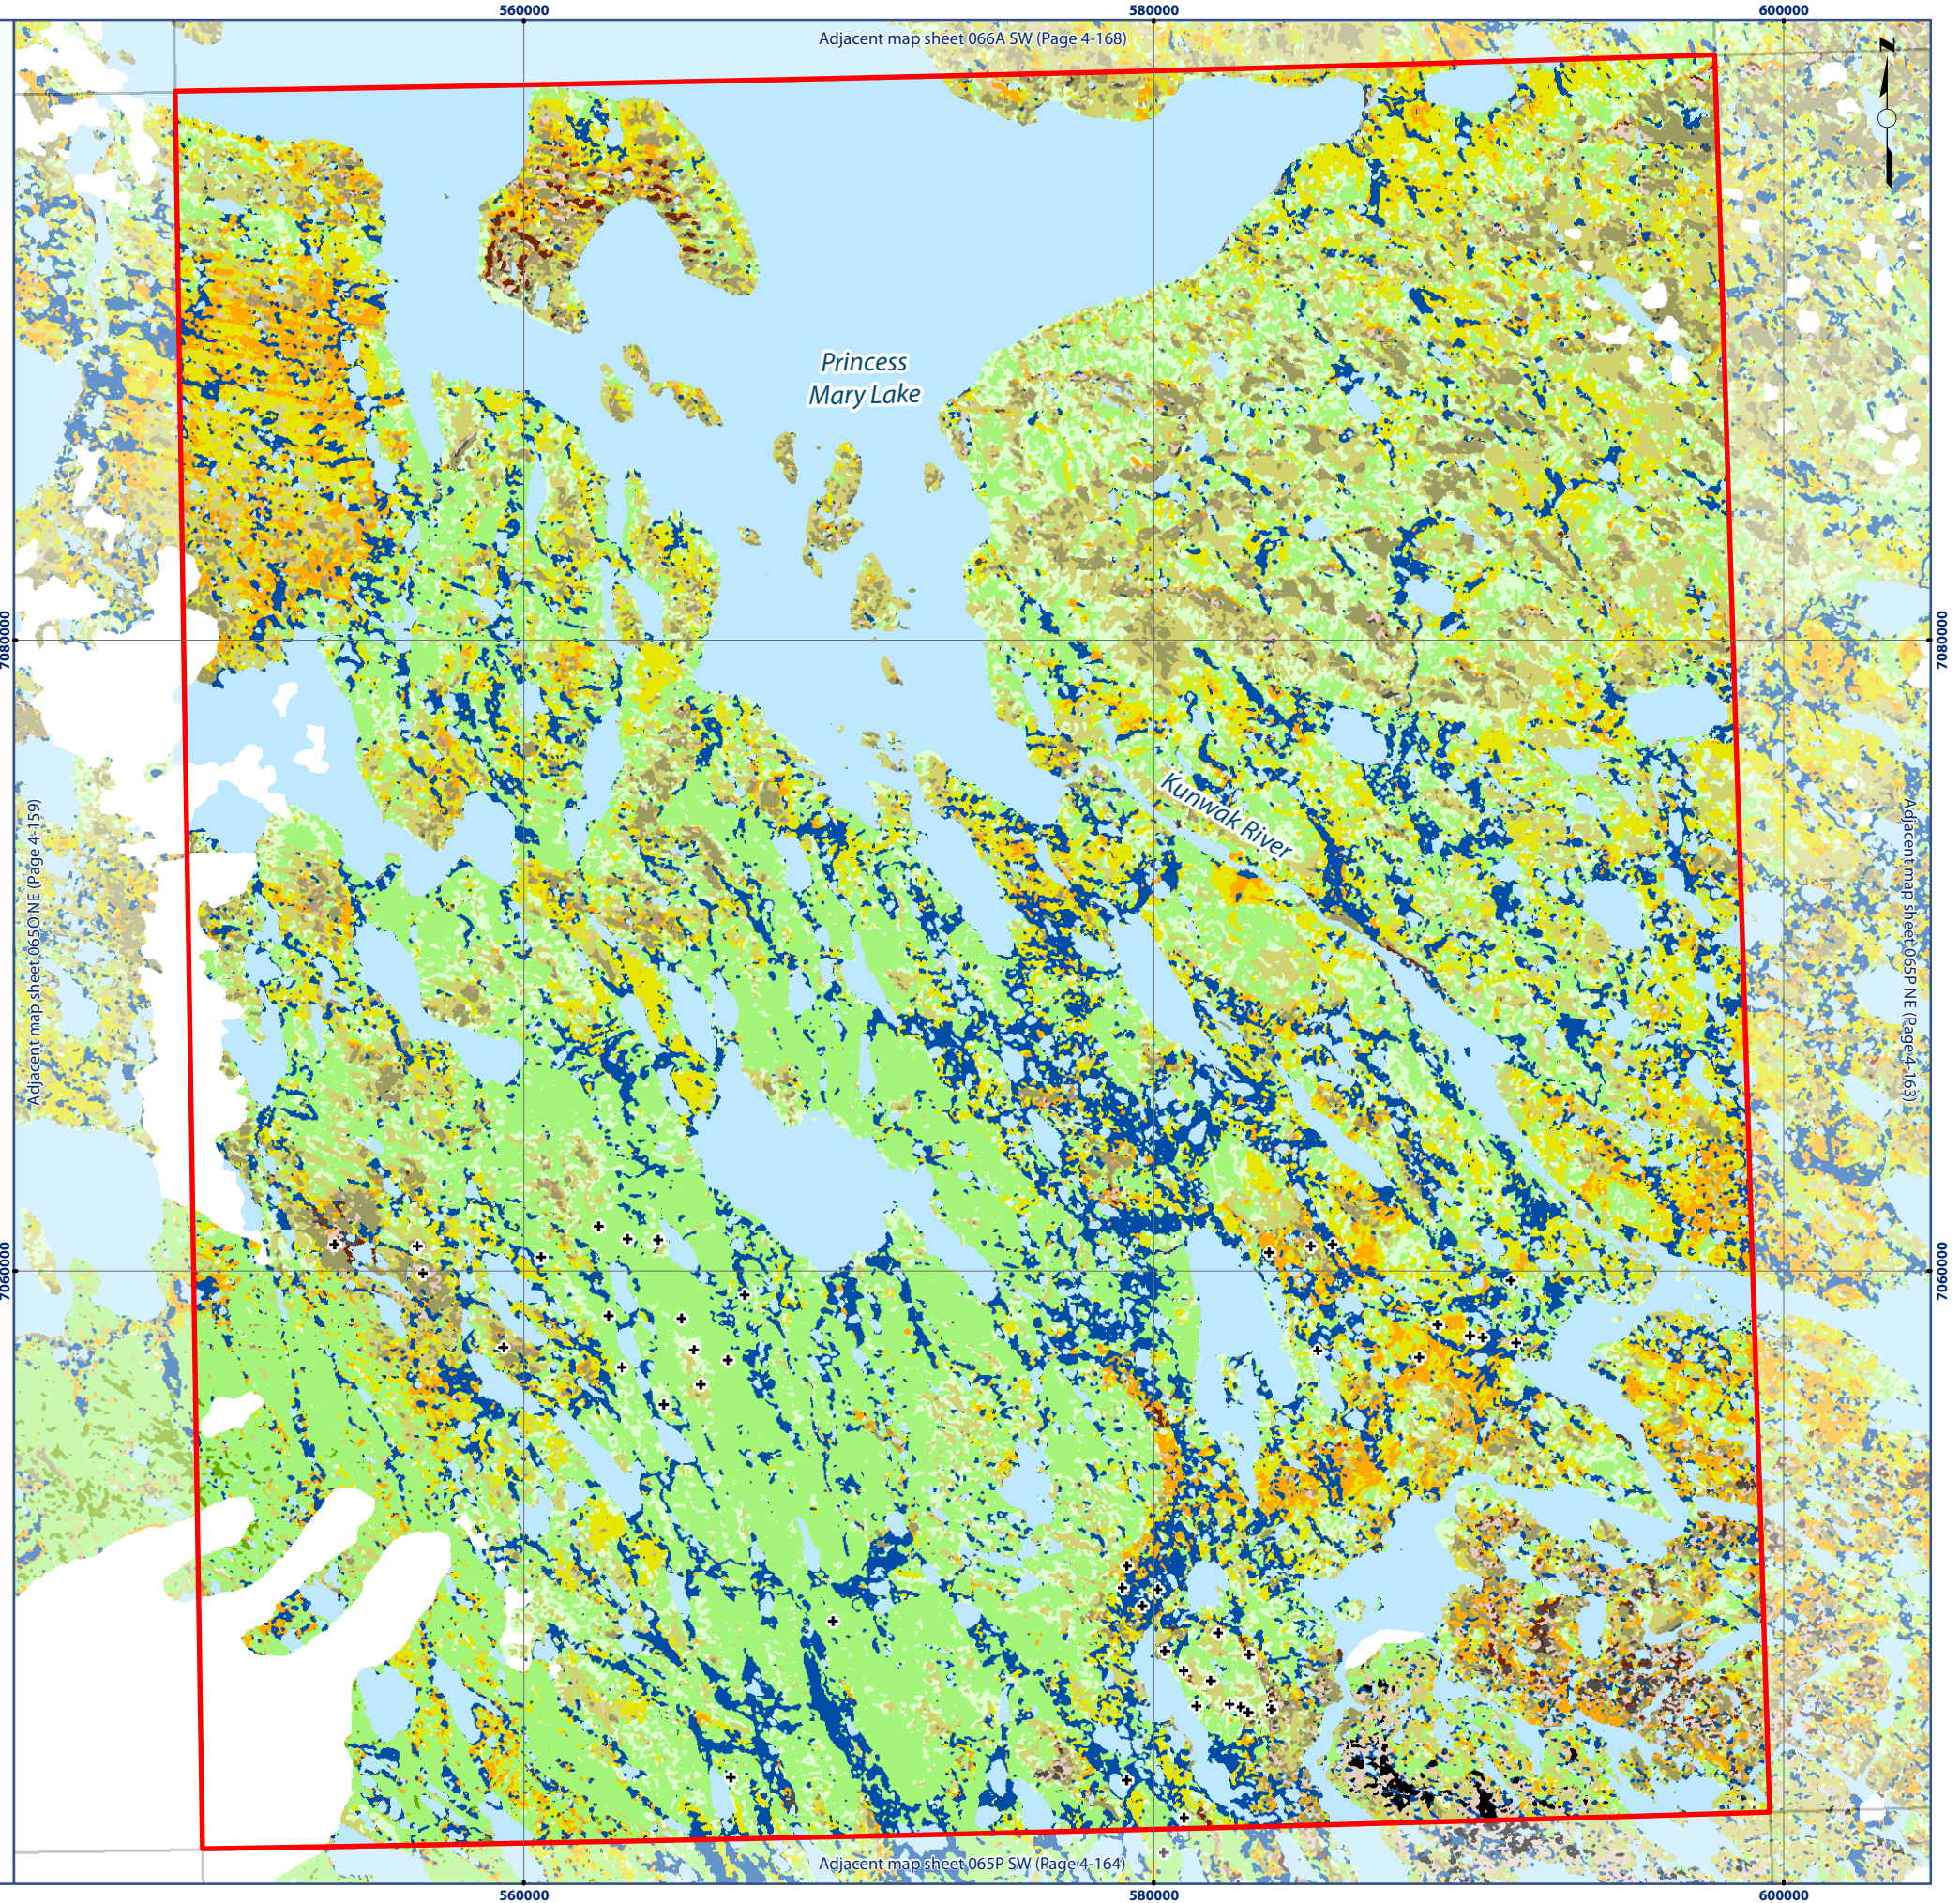 560000
580000
600000
Adjacent map sheet 066A SW (Page 4-168)
N
Princess
Mary Lake
7080000
7080000
Kunwak River
Adjacent map sheet 065O NE (Page 4-159)
Adjacent map sheet 065P NE (Page 4-163)
7060000
7060000
Adjacent map sheet 065P SW (Page 4-164)
560000
580000
600000